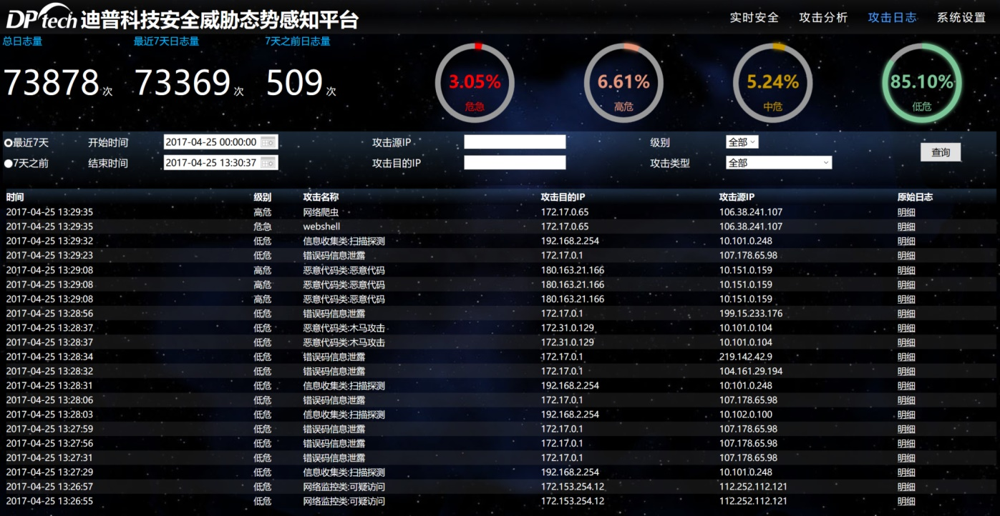 DPtech 迪普科技安全威胁态势感知平台
实时安全 攻击分析 攻击日志 系统设置
总日志量 最近7天日志量 7天之前日志量
73878次 73369次 509次
3.05% 6.61% 5.24% 85.10%
危急 高危 中危 低危
最近7天 开始时间 2017-04-25 00:00:00 攻击源IP 级别 全部
查询
7天之前 结束时间 2017-04-25 13:30:37 攻击目的IP 攻击类型 全部
时间 级别 攻击名称 攻击目的IP 攻击源IP 原始日志
2017-04-25 13:29:35 高危 网络爬虫 172.17.0.65 106.38.241.107 明细
2017-04-25 13:29:35 危急 webshell 172.17.0.65 106.38.241.107 明细
2017-04-25 13:29:32 低危 信息收集类:扫描探测 192.168.2.254 10.101.0.248 明细
2017-04-25 13:29:23 低危 错误码信息泄露 172.17.0.1 107.178.65.98 明细
2017-04-25 13:29:08 高危 恶意代码类:恶意代码 180.163.21.166 10.151.0.159 明细
2017-04-25 13:29:08 高危 恶意代码类:恶意代码 180.163.21.166 10.151.0.159 明细
2017-04-25 13:29:08 高危 恶意代码类:恶意代码 180.163.21.166 10.151.0.159 明细
2017-04-25 13:28:56 低危 错误码信息泄露 172.17.0.1 199.15.233.176 明细
2017-04-25 13:28:37 低危 恶意代码类:木马攻击 172.31.0.129 10.101.0.104 明细
2017-04-25 13:28:37 低危 恶意代码类:木马攻击 172.31.0.129 10.101.0.104 明细
2017-04-25 13:28:34 低危 错误码信息泄露 172.17.0.1 219.142.42.9 明细
2017-04-25 13:28:32 低危 错误码信息泄露 172.17.0.1 104.161.29.194 明细
2017-04-25 13:28:31 低危 信息收集类:扫描探测 192.168.2.254 10.101.0.248 明细
2017-04-25 13:28:06 低危 错误码信息泄露 172.17.0.1 107.178.65.98 明细
2017-04-25 13:28:03 低危 信息收集类:扫描探测 192.168.2.254 10.102.0.100 明细
2017-04-25 13:27:59 低危 错误码信息泄露 172.17.0.1 107.178.65.98 明细
2017-04-25 13:27:56 低危 错误码信息泄露 172.17.0.1 107.178.65.98 明细
2017-04-25 13:27:31 低危 错误码信息泄露 172.17.0.1 107.178.65.98 明细
2017-04-25 13:27:29 低危 信息收集类:扫描探测 192.168.2.254 10.101.0.248 明细
2017-04-25 13:26:57 低危 网络监控类:可疑访问 172.153.254.12 112.252.112.121 明细
2017-04-25 13:26:55 低危 网络监控类:可疑访问 172.153.254.12 112.252.112.121 明细